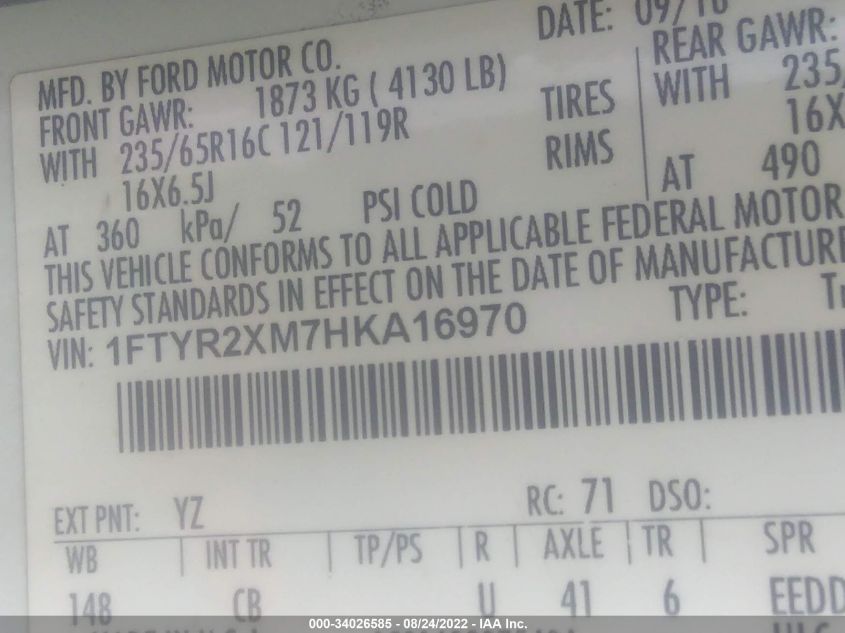 DATE: 09/16
MFD. BY FORD MOTOR CO.
FRONT GAWR: 1873 KG ( 4130 LB)
REAR GAWR:
WITH 235/65R16C 121/119R TIRES
WITH 235
16X6.5J RIMS
16X
AT 360 kPa/ 52 PSI COLD
AT 490
THIS VEHICLE CONFORMS TO ALL APPLICABLE FEDERAL MOTOR
SAFETY STANDARDS IN EFFECT ON THE DATE OF MANUFACTURE
VIN: 1FTYR2XM7HKA16970 TYPE:
EXT PNT: YZ RC: 71 DSO:
WB INT TR TP/PS R AXLE TR SPR
148 CB U 41 6 EEDD
000-34026585 - 08/24/2022 - IAA Inc.